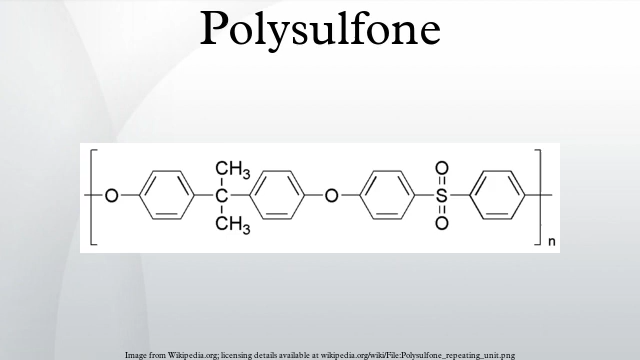 Polysulfone
CH3 O
O C O S
CH3 O
n
Image from Wikipedia.org; licensing details available at wikipedia.org/wiki/File:Polysulfone_repeating_unit.png